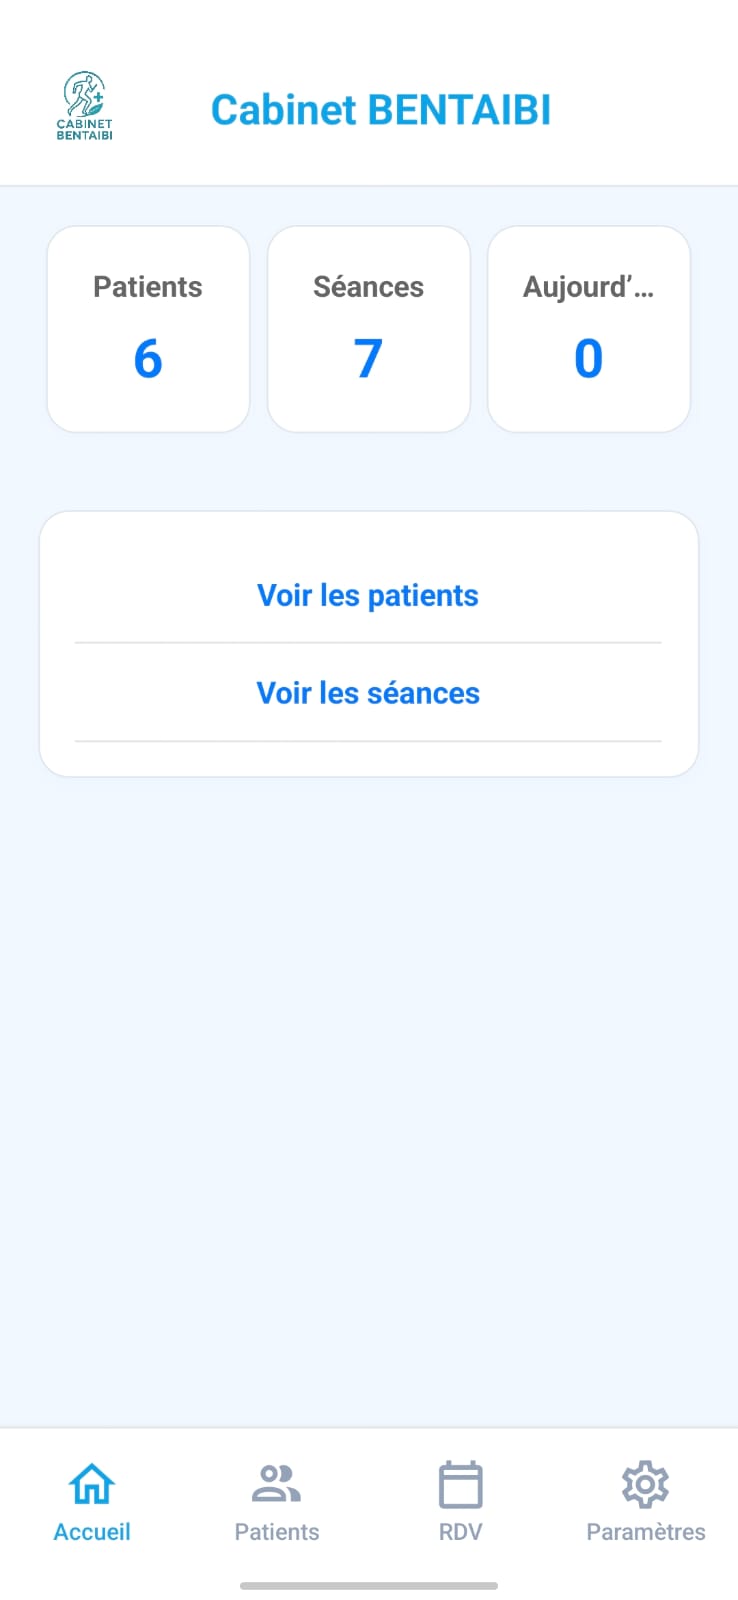 CABINET
BENTAIBI
Cabinet BENTAIBI
Patients
Séances
Aujourd’…
6
7
0
Voir les patients
Voir les séances
Accueil
Patients
RDV
Paramètres